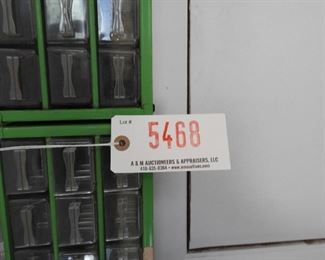 Lot #
5468
A & M AUCTIONEERS & APPRAISERS, LLC